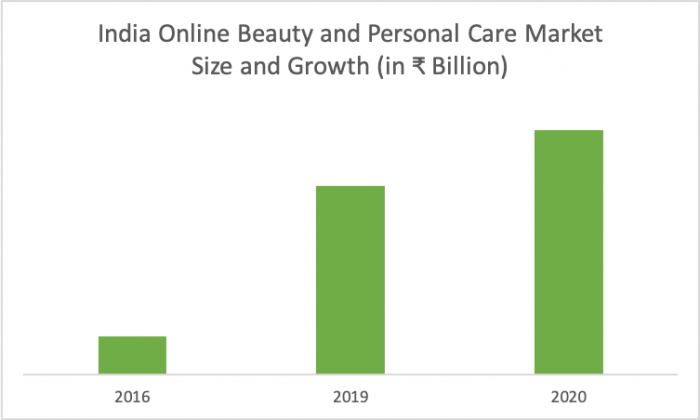 India Online Beauty and Personal Care Market
Size and Growth (in ₹ Billion)
2016
2019
2020